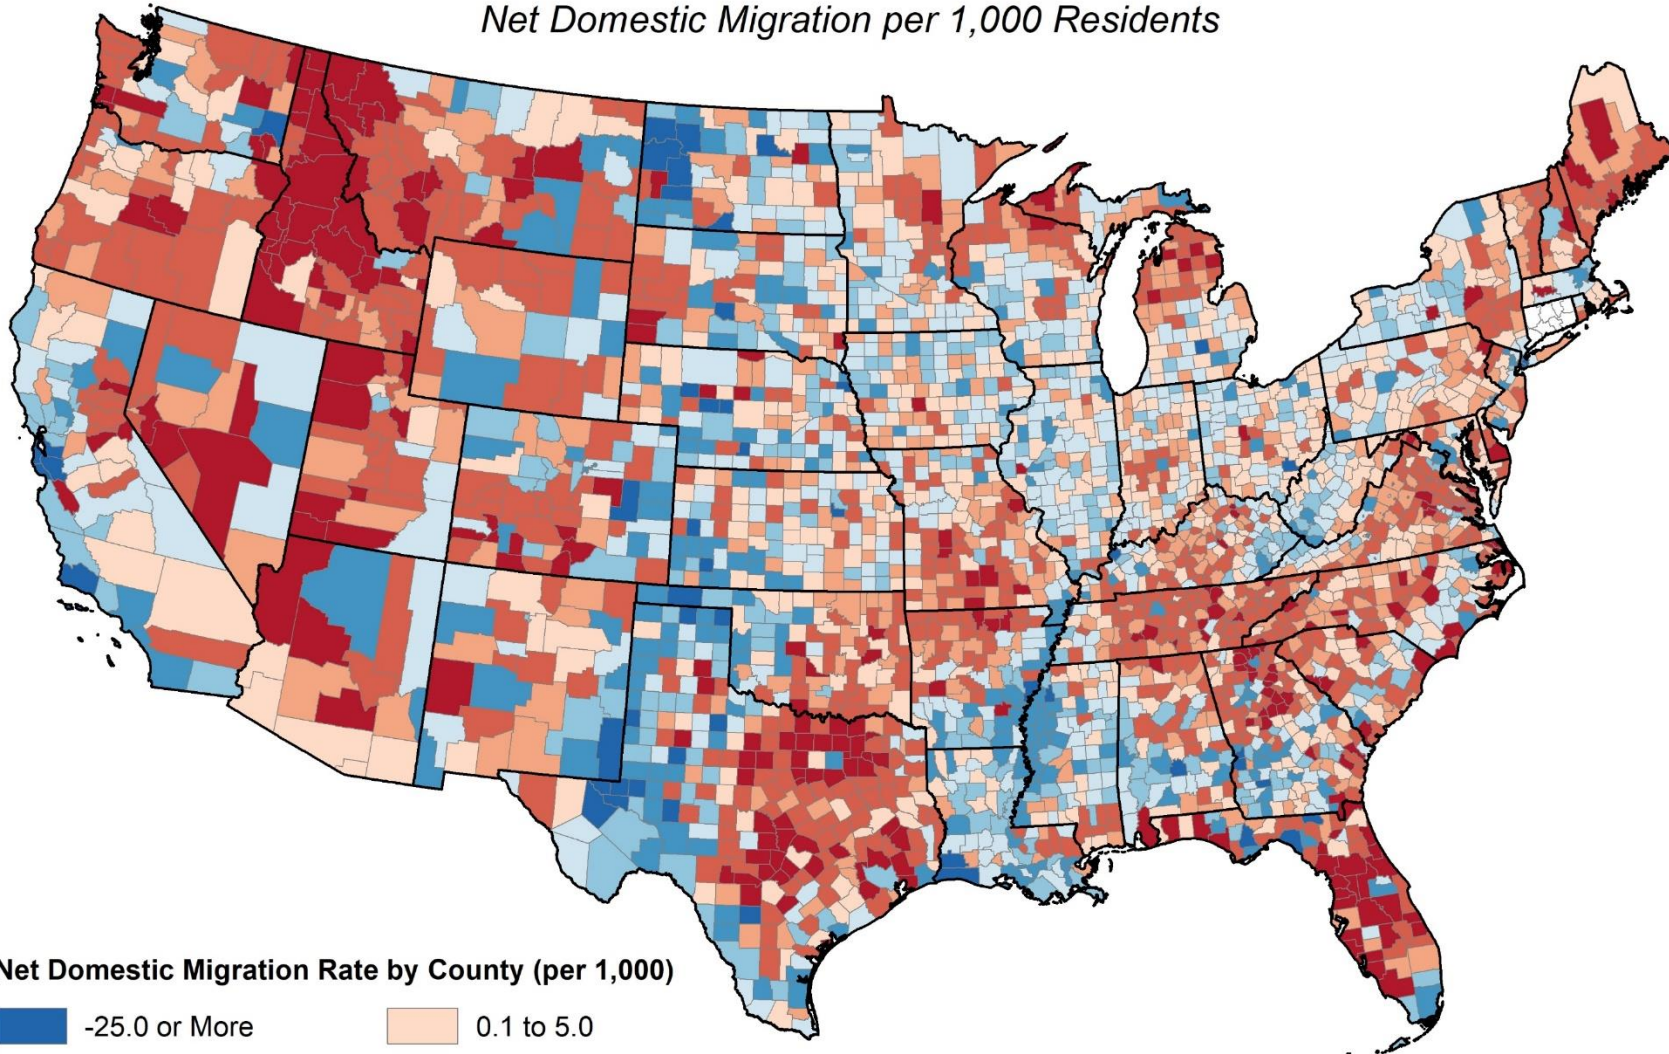 Net Domestic Migration per 1,000 Residents
Net Domestic Migration Rate by County (per 1,000)
-25.0 or More
0.1 to 5.0